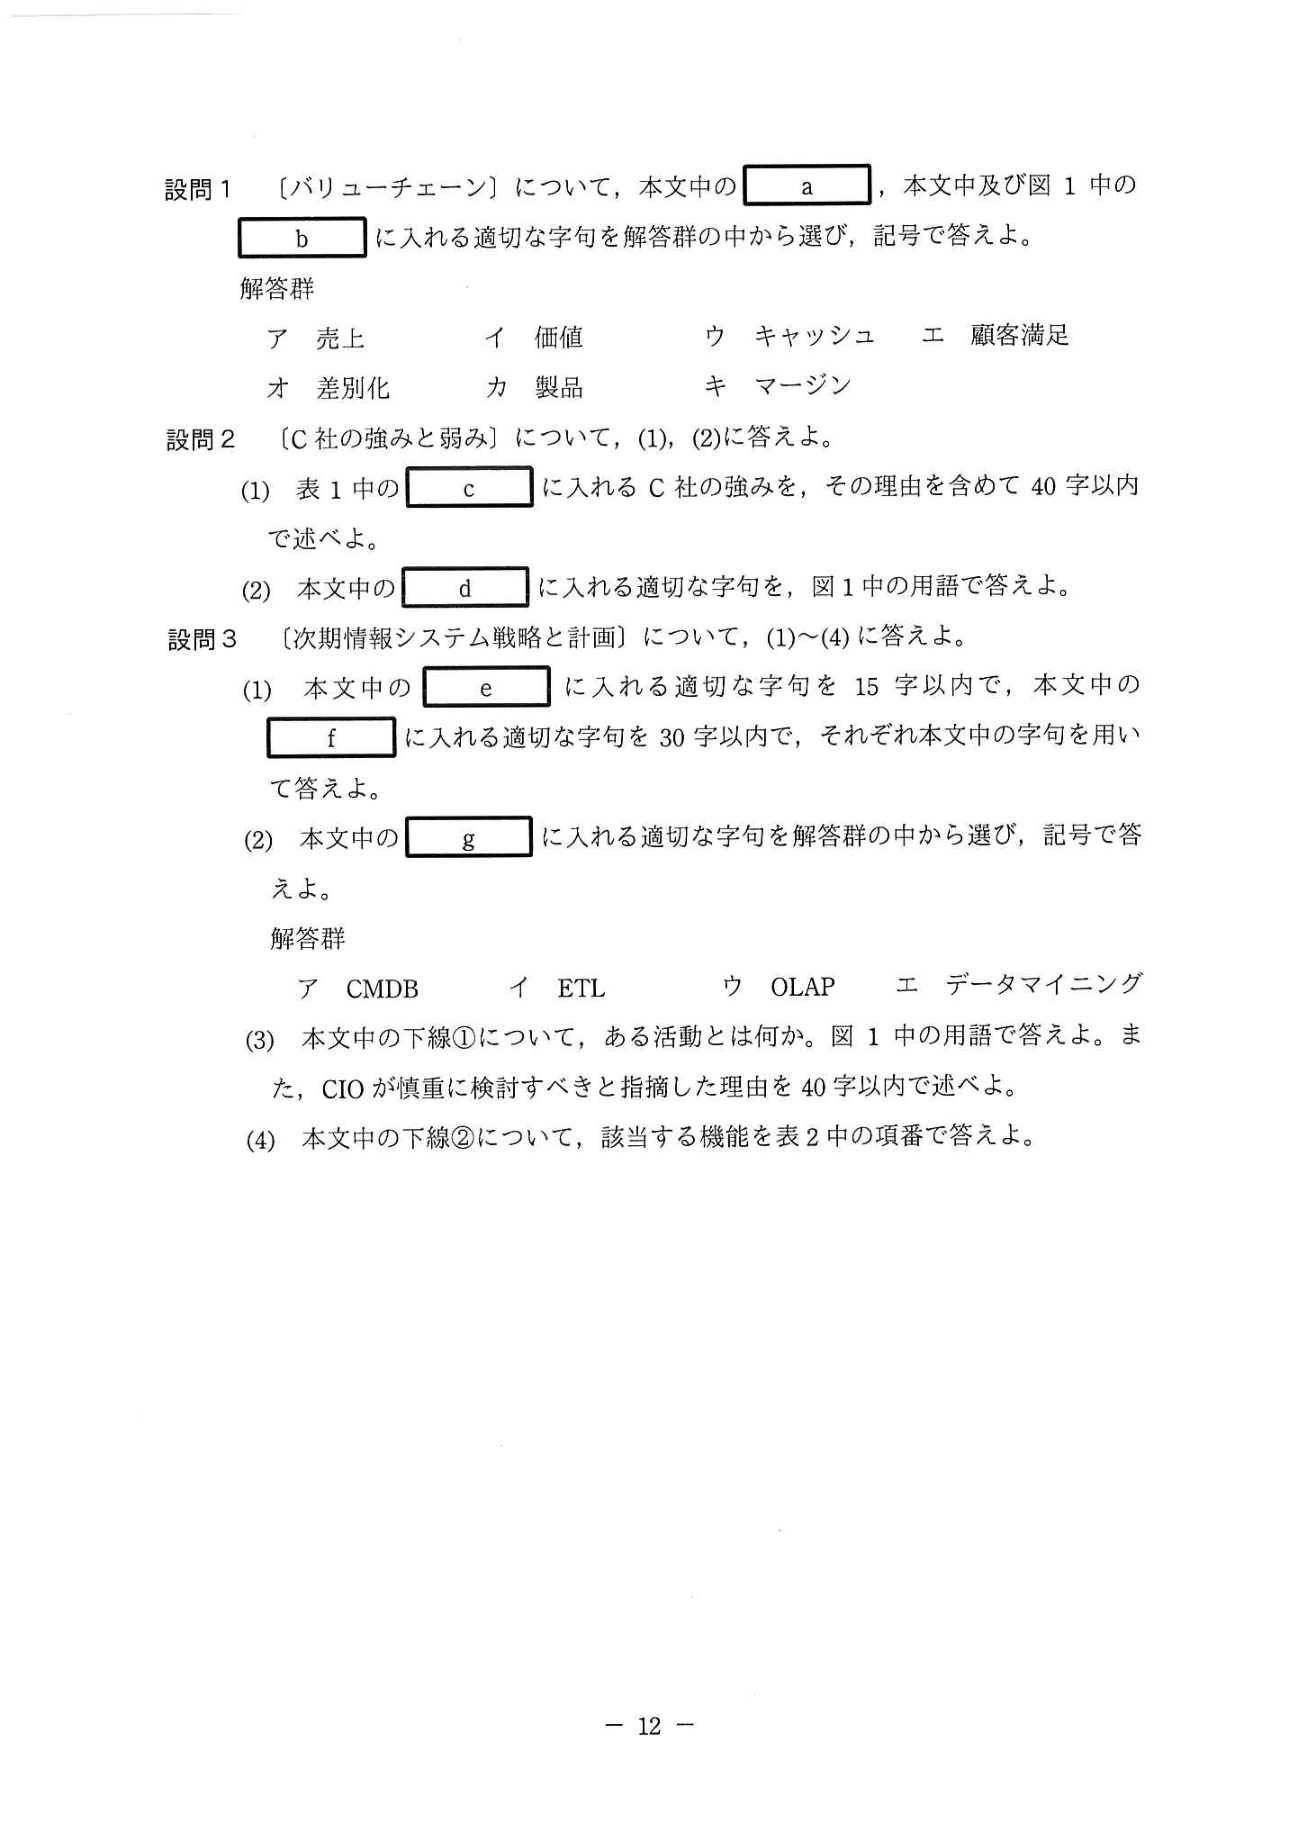 設問1 〔バリューチェーン〕について，本文中の a ，本文中及び図 1 中の
b に入れる適切な字句を解答群の中から選び，記号で答えよ。
解答群
ア 売上 イ 価値 ウ キャッシュ エ 顧客満足
オ 差別化 カ 製品 キ マージン
設問2 〔C 社の強みと弱み〕について，(1)，(2)に答えよ。
(1) 表 1 中の c に入れる C 社の強みを，その理由を含めて 40 字以内
で述べよ。
(2) 本文中の d に入れる適切な字句を，図 1 中の用語で答えよ。
設問3 〔次期情報システム戦略と計画〕について，(1)～(4) に答えよ。
(1) 本文中の e に入れる適切な字句を 15 字以内で，本文中の
f に入れる適切な字句を 30 字以内で，それぞれ本文中の字句を用い
て答えよ。
(2) 本文中の g に入れる適切な字句を解答群の中から選び，記号で答
えよ。
解答群
ア CMDB イ ETL ウ OLAP エ データマイニング
(3) 本文中の下線①について，ある活動とは何か。図 1 中の用語で答えよ。ま
た，CIO が慎重に検討すべきと指摘した理由を 40 字以内で述べよ。
(4) 本文中の下線②について，該当する機能を表 2 中の項番で答えよ。
－ 12 －